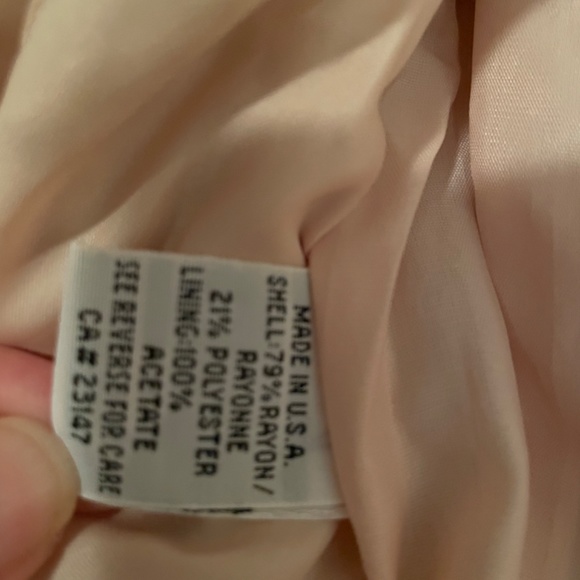 MADE IN U.S.A.
SHELL:79% RAYON/
RAYONNE
21% POLYESTER
LINING:100%
ACETATE
SEE REVERSE FOR CARE
CA# 23147